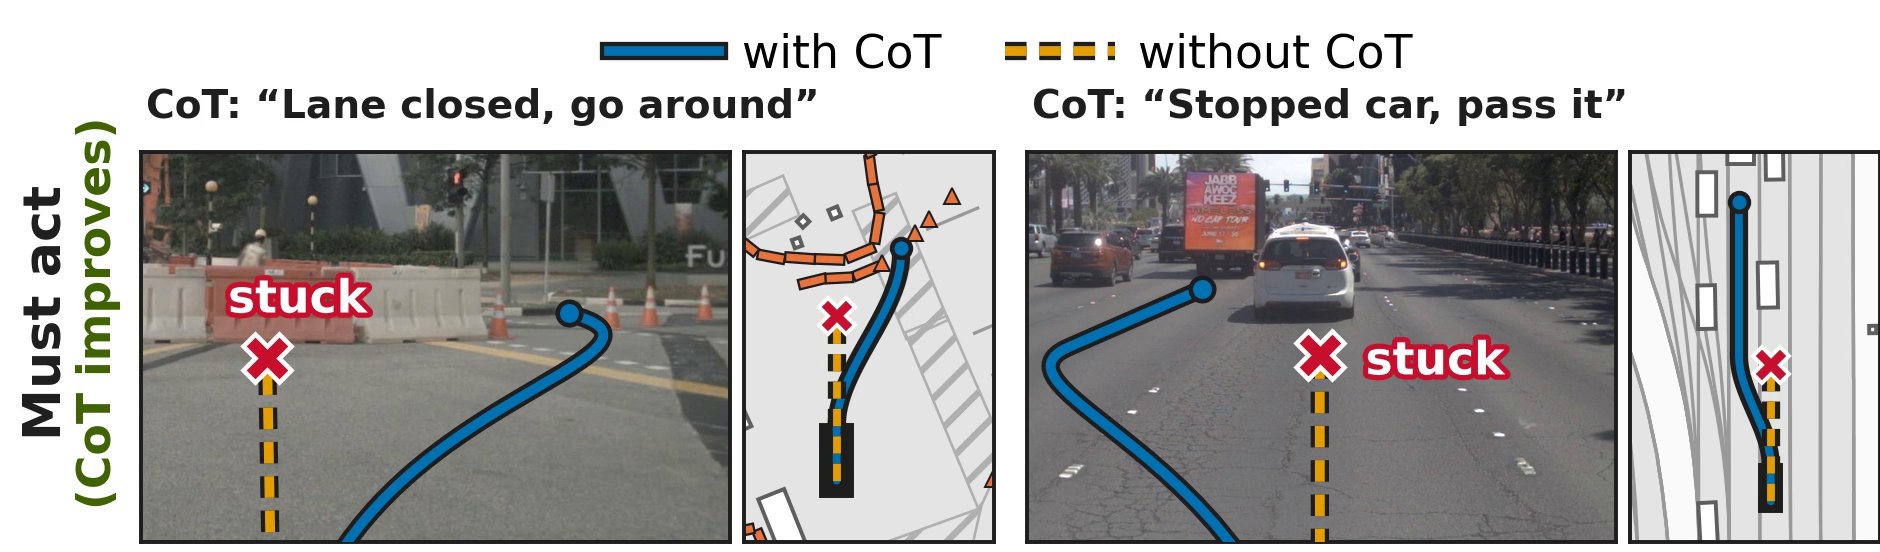 with CoT
without CoT
CoT: “Lane closed, go around”
CoT: “Stopped car, pass it”
Must act
(CoT improves)
stuck
Fu
JABB
AWOC
KEEZ
NO CAP TOUR
stuck